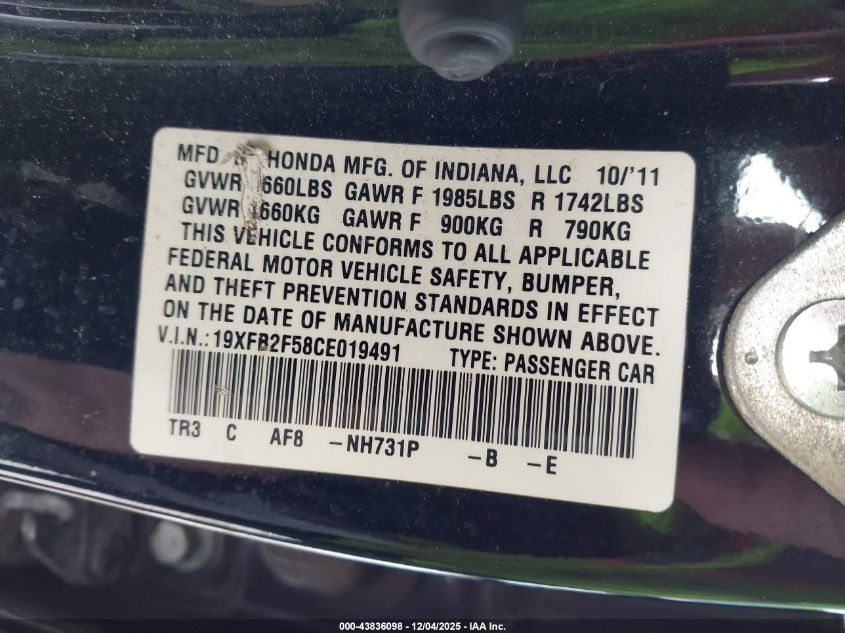 MFD HONDA MFG. OF INDIANA, LLC 10/'11
GVWR 660LBS GAWR F 1985LBS R 1742LBS
GVWR 1660KG GAWR F 900KG R 790KG
THIS VEHICLE CONFORMS TO ALL APPLICABLE
FEDERAL MOTOR VEHICLE SAFETY, BUMPER,
AND THEFT PREVENTION STANDARDS IN EFFECT
ON THE DATE OF MANUFACTURE SHOWN ABOVE.
V.I.N.: 19XFB2F58CE019491 TYPE: PASSENGER CAR
TR3 C AF8 -NH731P -B -E
000-43836098 - 12/04/2025 - IAA Inc.